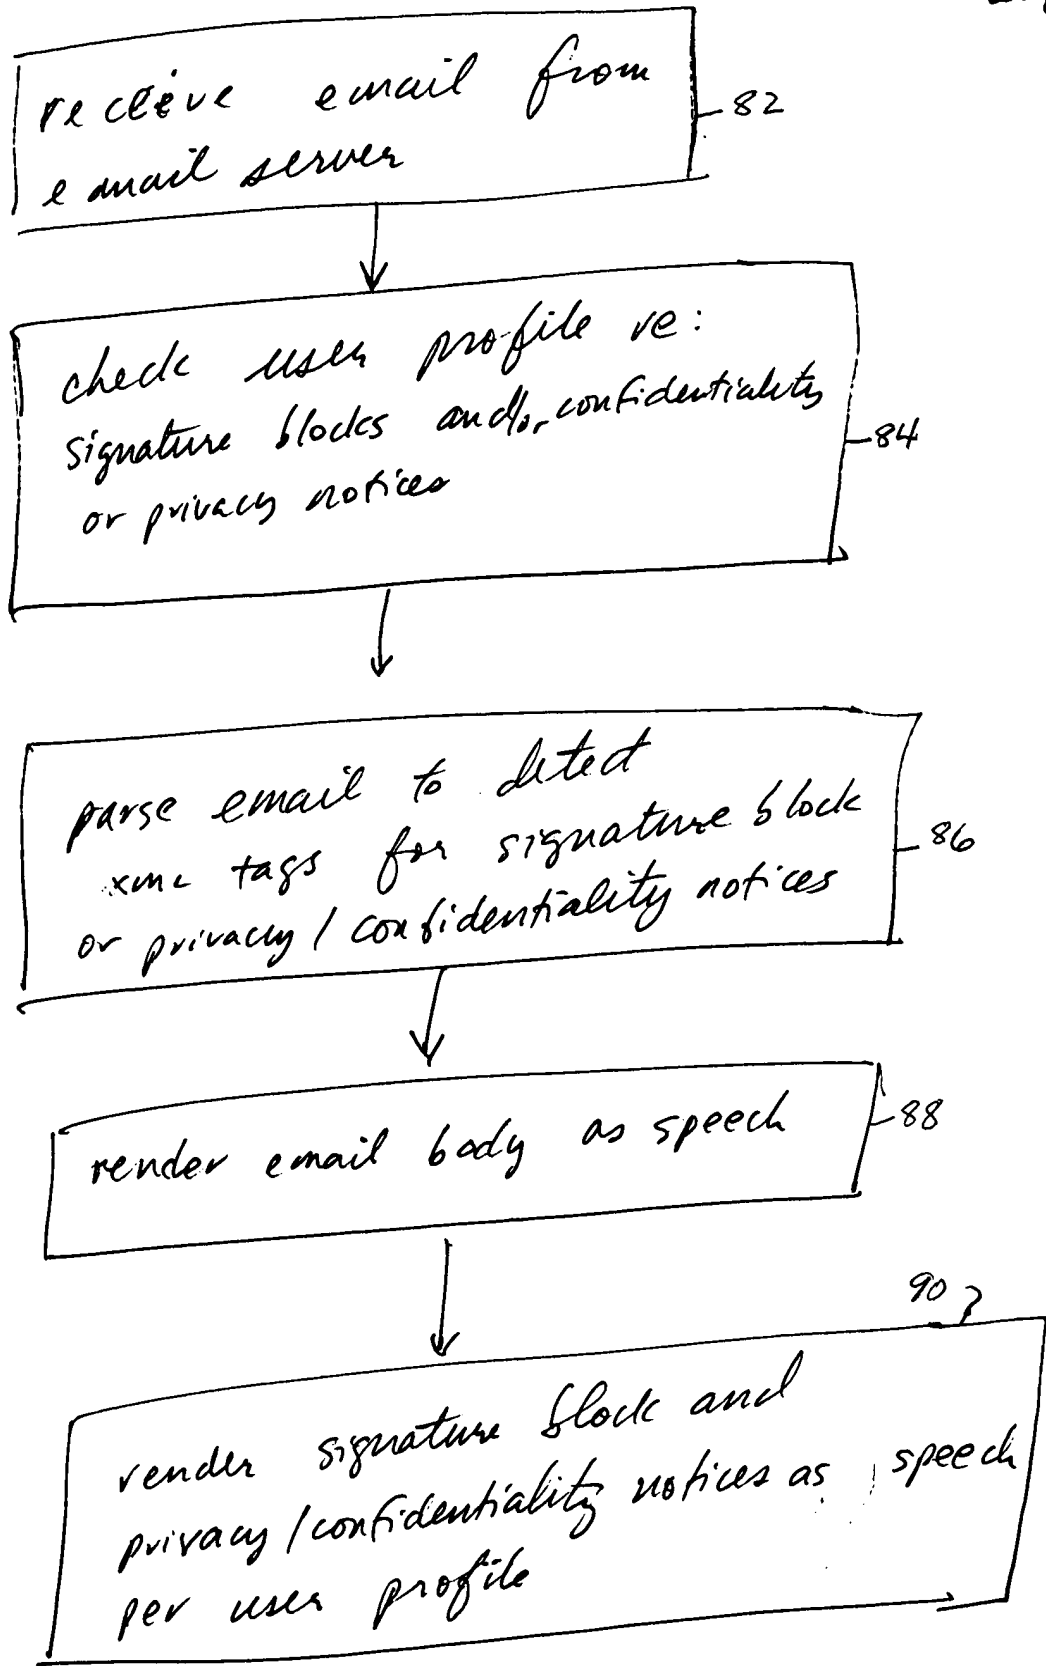 receive email from
email server
82
check user profile re:
signature blocks and/or confidentiality
or privacy notices
84
parse email to detect
XML tags for signature block
or privacy / confidentiality notices
86
render email body as speech
88
90
render signature block and
privacy / confidentiality notices as speech
per user profile